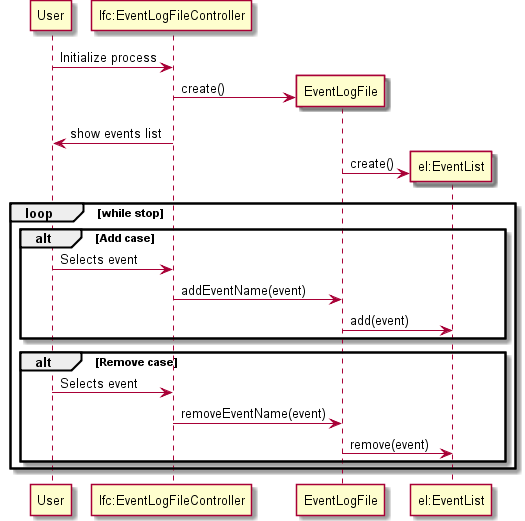 User
lfc:EventLogFileController
Initialize process
create()
EventLogFile
show events list
create()
el:EventList
loop [while stop]
alt [Add case]
Selects event
addEventName(event)
add(event)
alt [Remove case]
Selects event
removeEventName(event)
remove(event)
User
lfc:EventLogFileController
EventLogFile
el:EventList